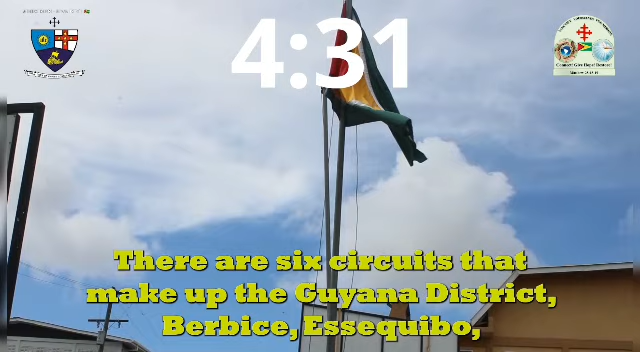 4:31
There are six circuits that
make up the Guyana District,
Berbice, Essequibo,